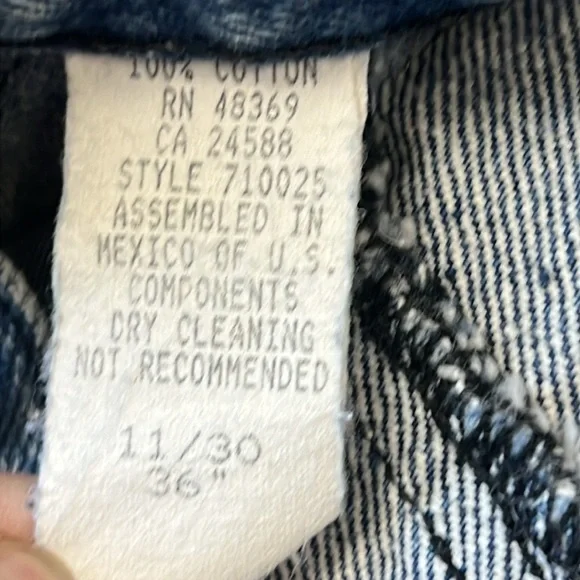 100% COTTON
RN 48369
CA 24588
STYLE 710025
ASSEMBLED IN
MEXICO OF U.S.
COMPONENTS
DRY CLEANING
NOT RECOMMENDED
11/30
36"